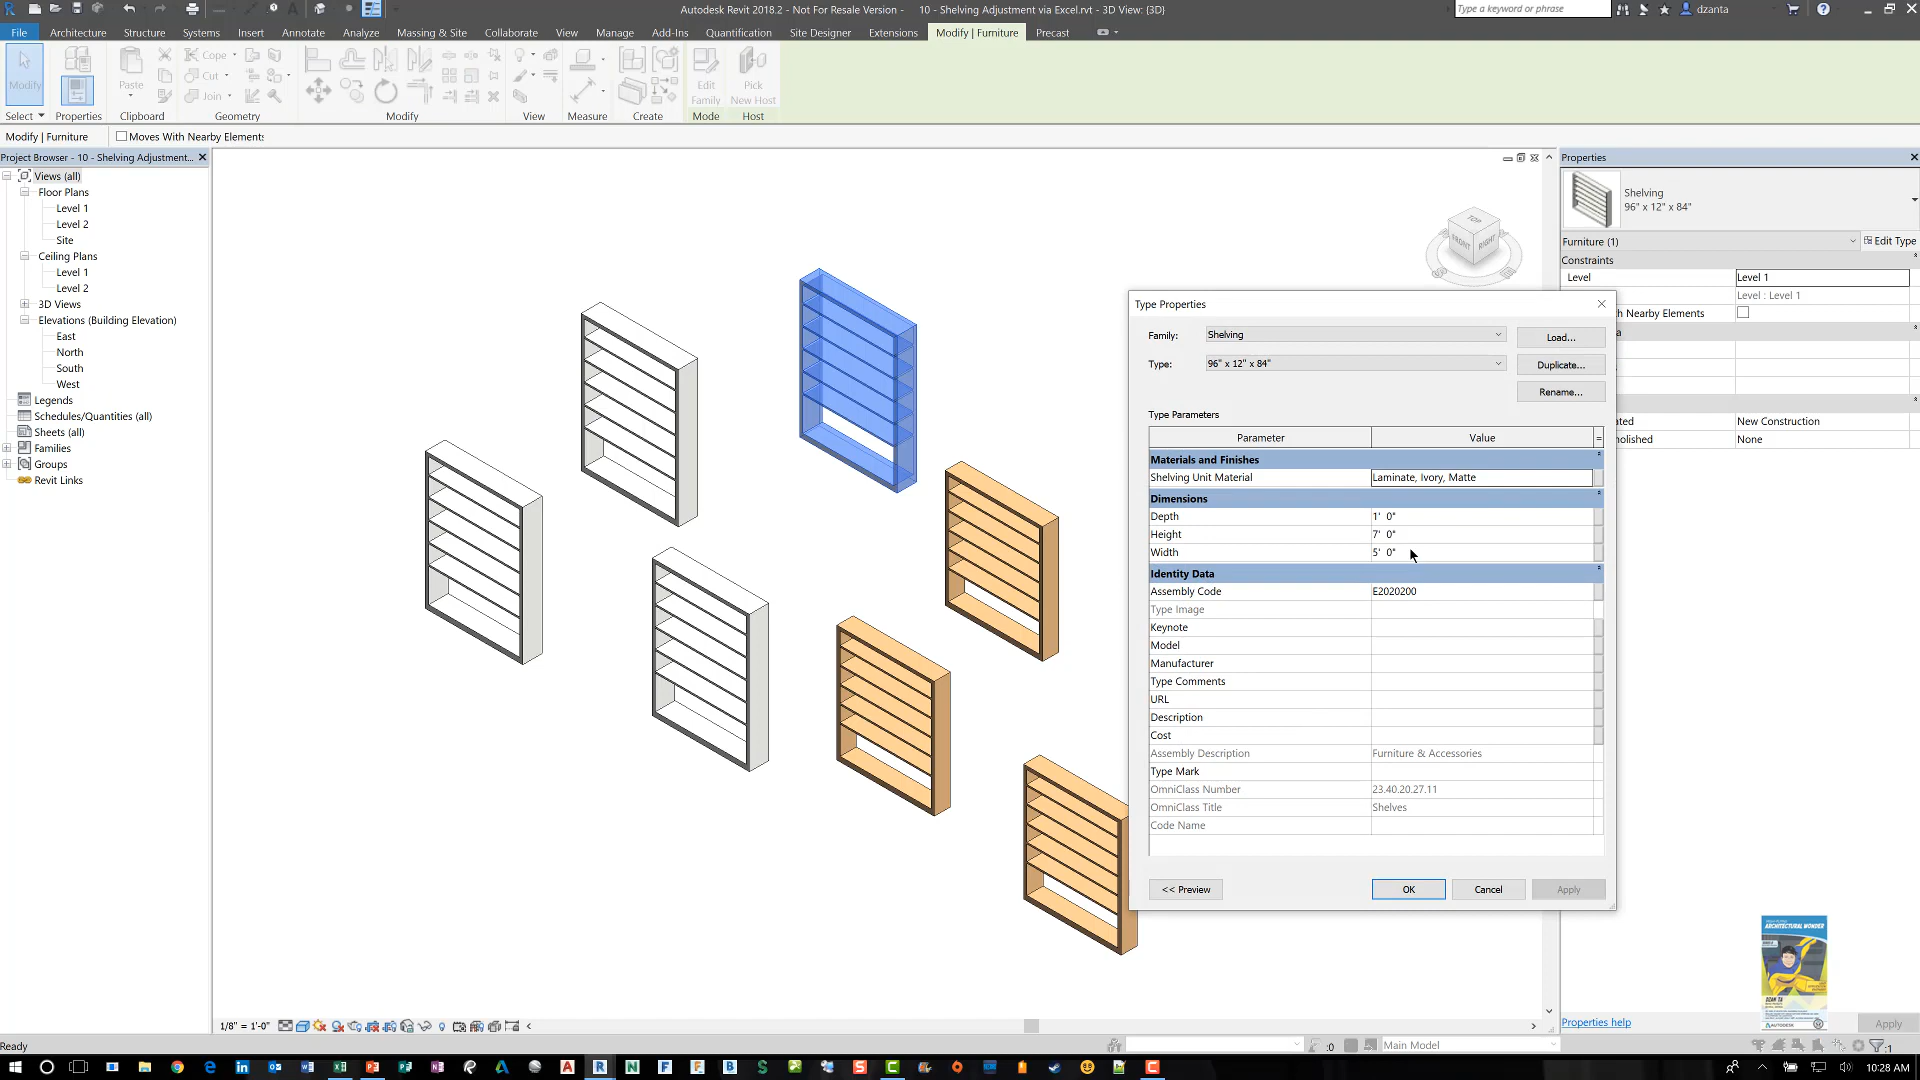 Autodesk Revit 2018.2 - Not For Resale Version - 10 - Shelving Adjustment via Excel.rvt - 3D View: {3D}
Type a keyword or phrase
dzanta
File Architecture Structure Systems Insert Annotate Analyze Massing & Site Collaborate View Manage Add-Ins Quantification Site Designer Extensions Modify | Furniture Precast
Modify
Paste
Cope
Cut
Join
Edit
Family
Pick
New Host
Select Properties Clipboard Geometry Modify View Measure Create Mode Host
Modify | Furniture
Moves With Nearby Elements
Project Browser - 10 - Shelving Adjustment...
Views (all)
Floor Plans
Level 1
Level 2
Site
Ceiling Plans
Level 1
Level 2
3D Views
Elevations (Building Elevation)
East
North
South
West
Legends
Schedules/Quantities (all)
Sheets (all)
Families
Groups
Revit Links
TOP
FRONT
RIGHT
Properties
Shelving
96" x 12" x 84"
Furniture (1)
Edit Type
Constraints
Level
Level 1
Level : Level 1
h Nearby Elements
a
ated
New Construction
molished
None
Type Properties
Family:
Shelving
Load...
Type:
96" x 12" x 84"
Duplicate...
Rename...
Type Parameters
Parameter Value =
Materials and Finishes
Shelving Unit Material Laminate, Ivory, Matte
Dimensions
Depth 1' 0"
Height 7' 0"
Width 5' 0"
Identity Data
Assembly Code E2020200
Type Image
Keynote
Model
Manufacturer
Type Comments
URL
Description
Cost
Assembly Description Furniture & Accessories
Type Mark
OmniClass Number 23.40.20.27.11
OmniClass Title Shelves
Code Name
<< Preview
OK
Cancel
Apply
ARCHITECTURAL WONDER
AUTODESK
1/8" = 1'-0"
Properties help
Apply
Ready
:0
Main Model
:1
10:28 AM